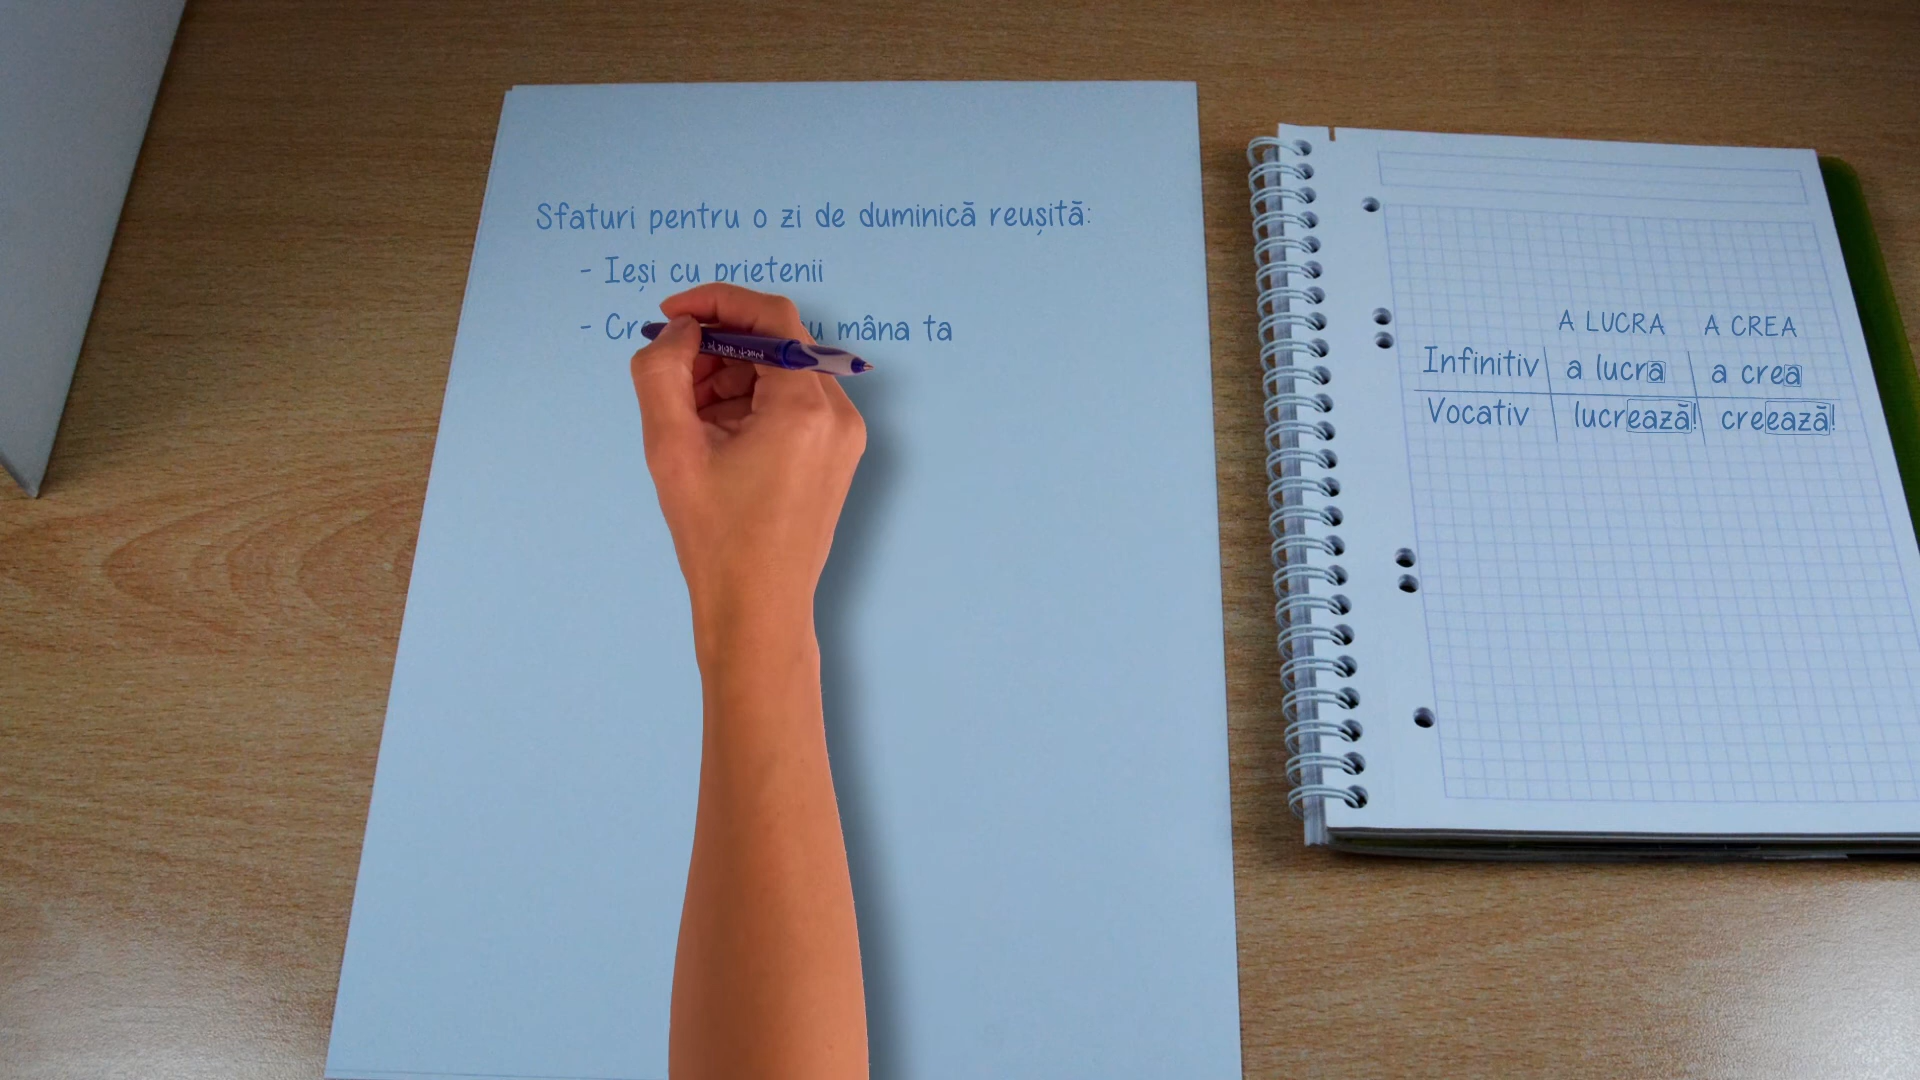 Sfaturi pentru o zi de duminică reușită:
- Ieși cu prietenii
- mâna ta
A LUCRA A CREA
Infinitiv a lucra a crea
Vocativ lucrează! creează!